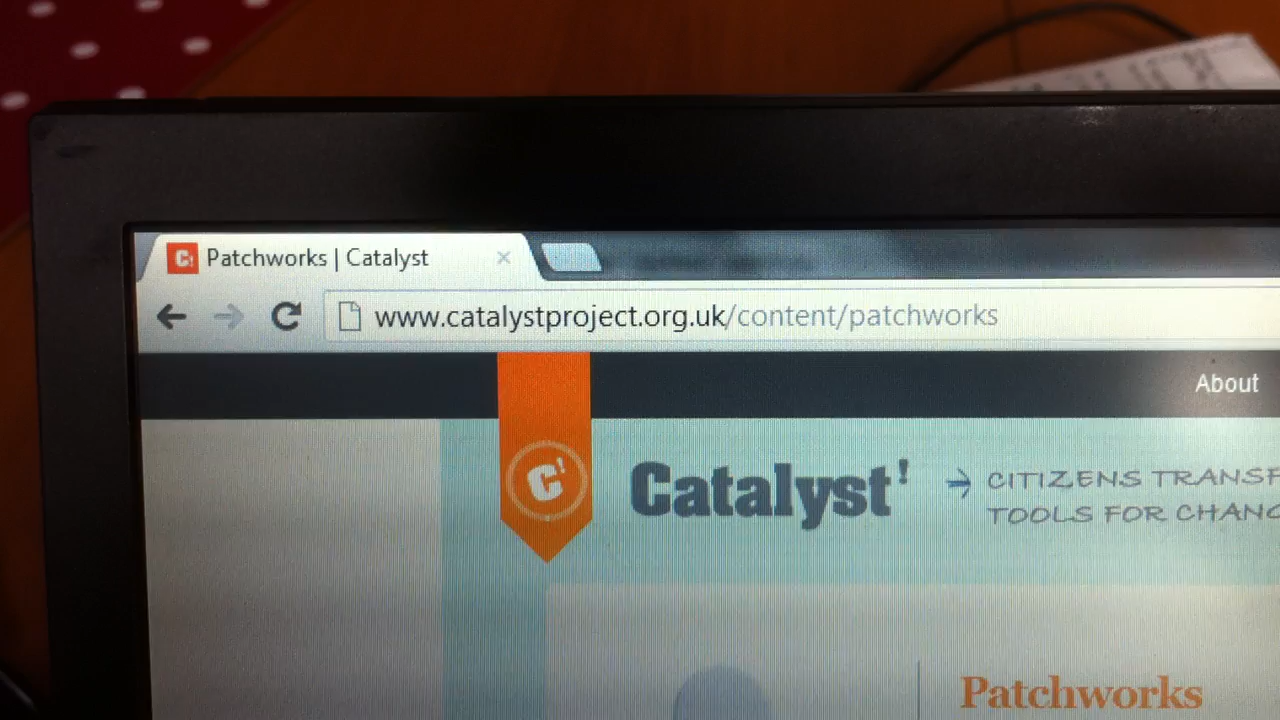 C! Patchworks | Catalyst ×
www.catalystproject.org.uk/content/patchworks
About
C!
Catalyst!
→ CITIZENS TRANSF
TOOLS FOR CHANG
Patchworks